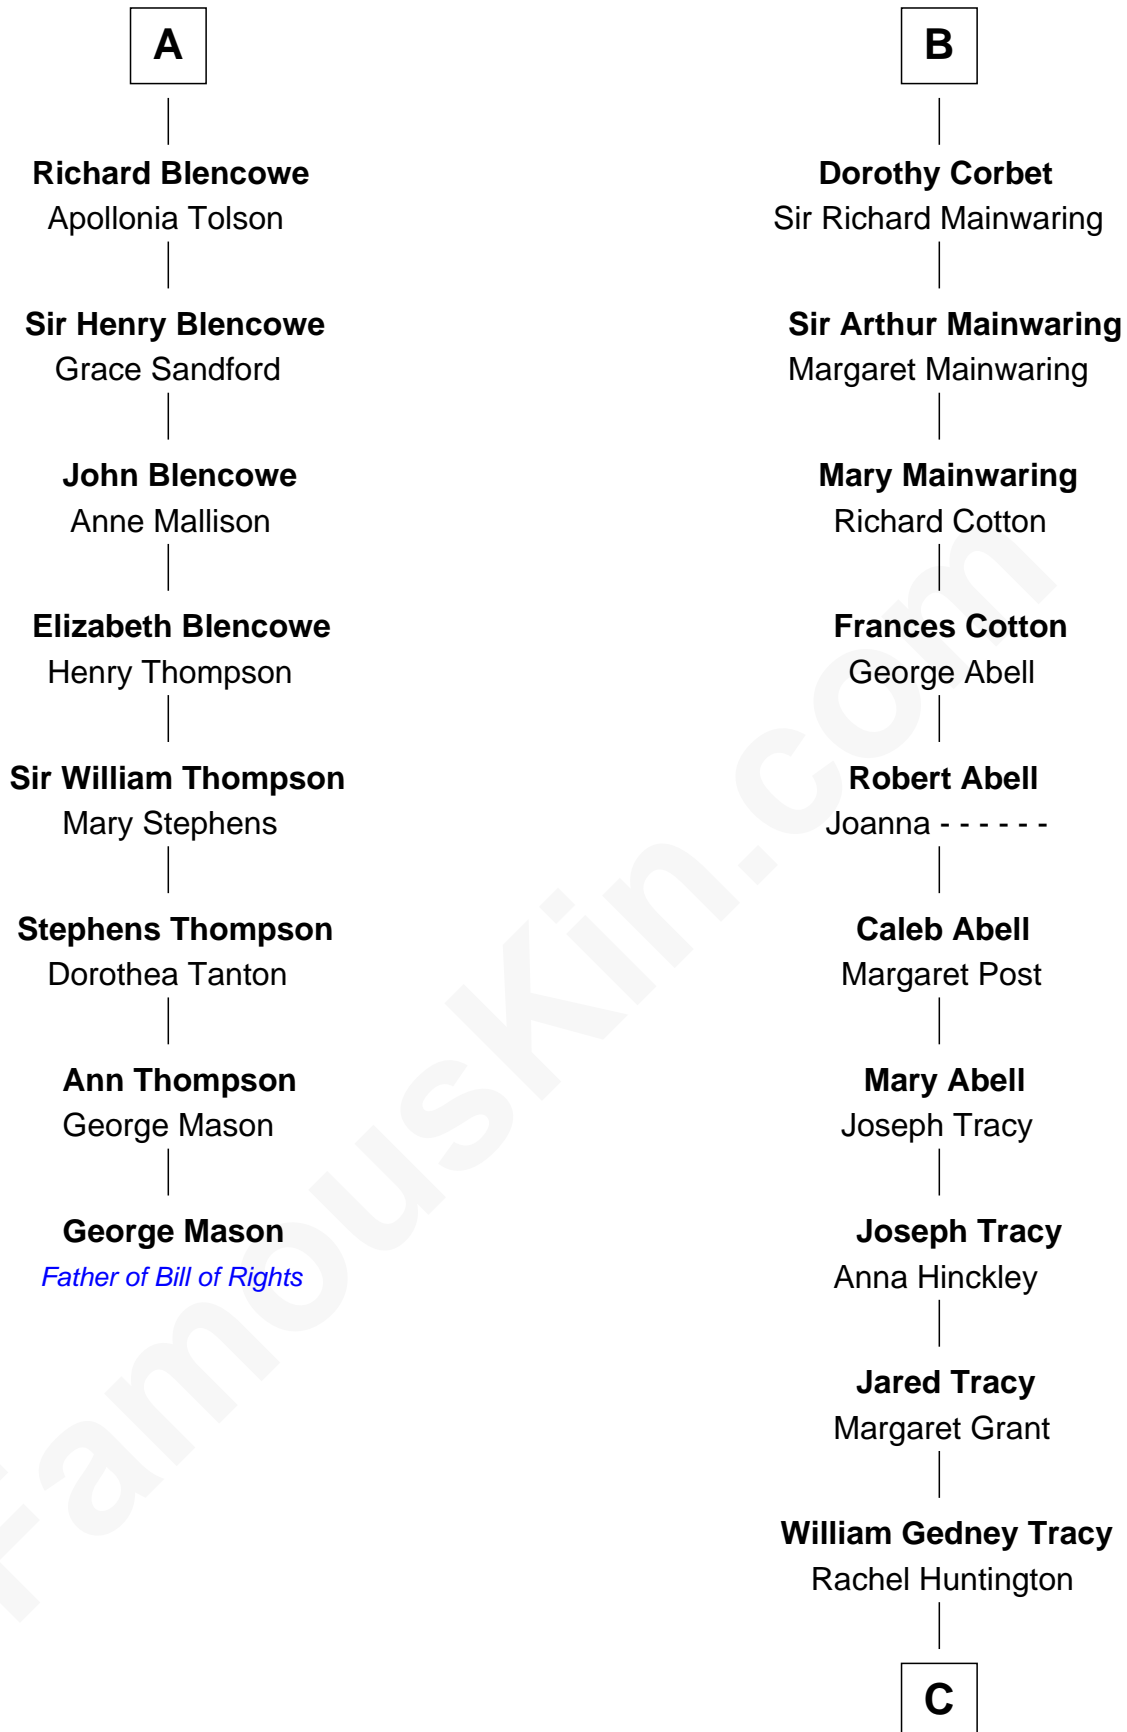 A
Richard Blencowe
Apollonia Tolson
Sir Henry Blencowe
Grace Sandford
John Blencowe
Anne Mallison
Elizabeth Blencowe
Henry Thompson
Sir William Thompson
Mary Stephens
Stephens Thompson
Dorothea Tanton
Ann Thompson
George Mason
George Mason
Father of Bill of Rights
B
Dorothy Corbet
Sir Richard Mainwaring
Sir Arthur Mainwaring
Margaret Mainwaring
Mary Mainwaring
Richard Cotton
Frances Cotton
George Abell
Robert Abell
Joanna - - - - - -
Caleb Abell
Margaret Post
Mary Abell
Joseph Tracy
Joseph Tracy
Anna Hinckley
Jared Tracy
Margaret Grant
William Gedney Tracy
Rachel Huntington
C
FamousKin.com